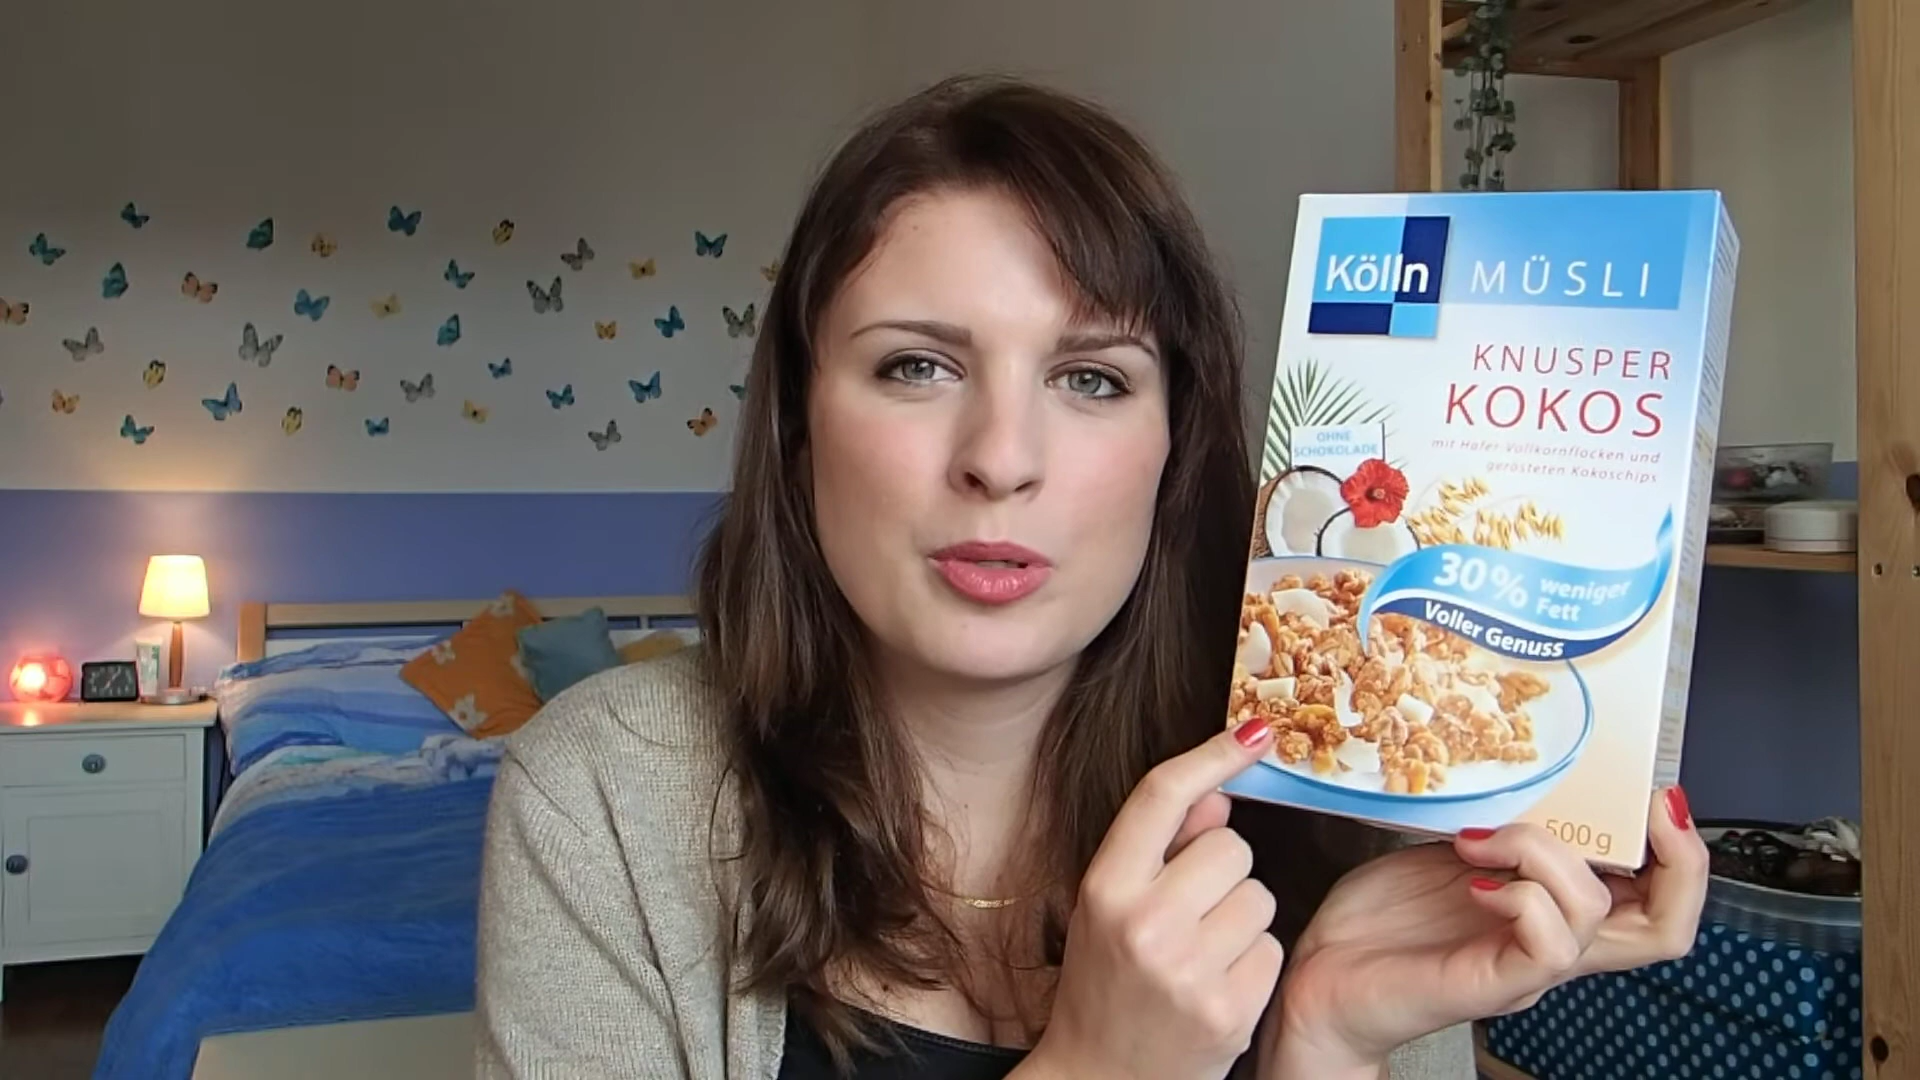 Kölln
MÜSLI
KNUSPER
KOKOS
mit Hafer-Vollkornflocken und
gerösteten Kokoschips
OHNE
SCHOKOLADE
30% weniger
Fett
Voller Genuss
500 g